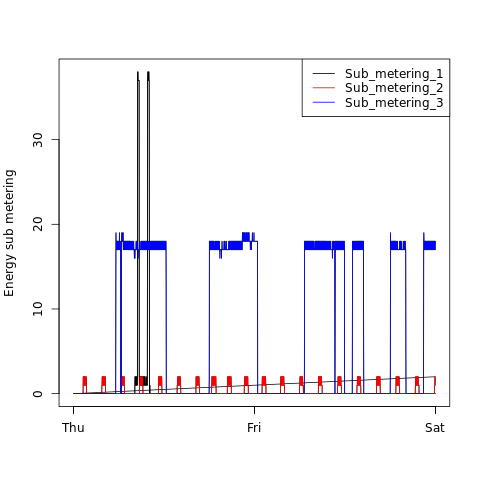 Sub_metering_1
Sub_metering_2
Sub_metering_3
Energy sub metering
30
20
10
0
Thu Fri Sat